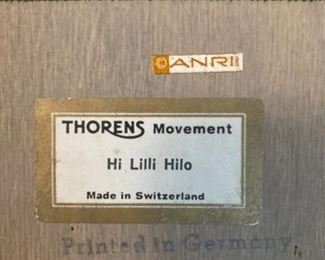 ANRI
THORENS Movement
Hi Lilli Hilo
Made in Switzerland
Printed in Germany